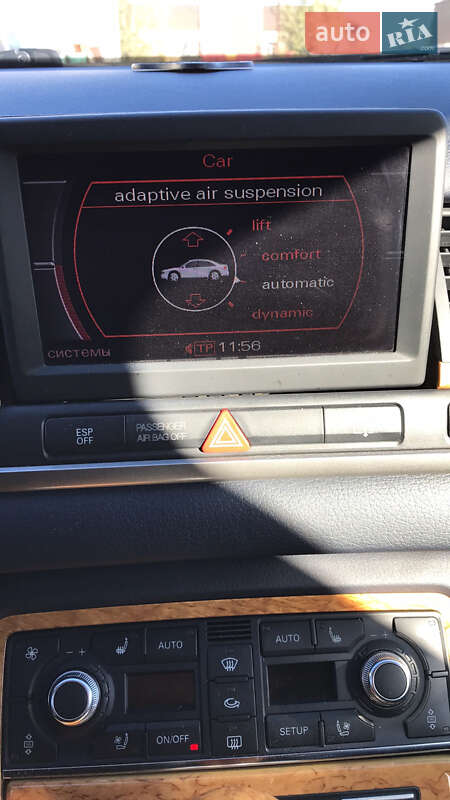 auto RIA
.com
Car
adaptive air suspension
lift
comfort
automatic
dynamic
системы
TP 11:56
ESP
OFF
PASSENGER
AIR BAG OFF
AUTO
AUTO
ON/OFF
SETUP